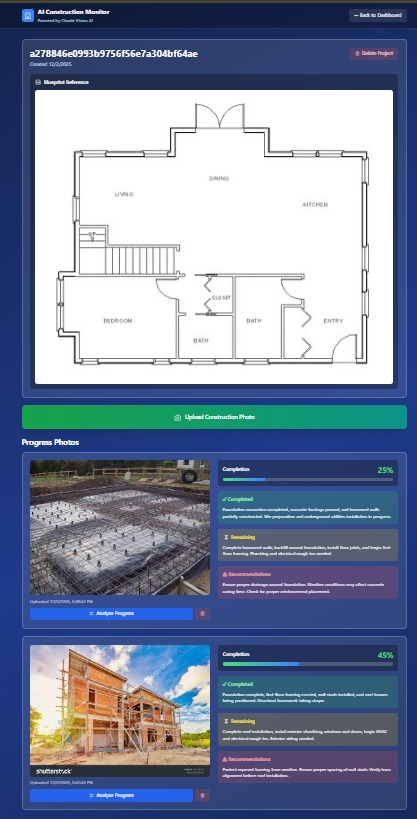 AI Construction Monitor
Powered by Claude Vision AI
← Back to Dashboard
a278846e0993b9756f56e7a304bf64ae
Created 12/2/2025
Delete Project
Blueprint Reference
DINING
LIVING
KITCHEN
CLOSET
BEDROOM
BATH
ENTRY
BATH
Upload Construction Photo
Progress Photos
Completion 25%
✓ Completed
Foundation excavation completed, concrete footings poured, and basement walls
partially constructed. Site preparation and underground utilities installation in progress.
Remaining
Complete basement walls, backfill around foundation, install floor joists, and begin first
floor framing. Plumbing and electrical rough-ins needed.
Recommendations
Ensure proper drainage around foundation. Weather conditions may affect concrete
curing time. Check for proper reinforcement placement.
Uploaded 12/2/2025,
Analyze Progress
Completion 45%
✓ Completed
Foundation complete, first-floor framing erected, wall studs installed, and roof trusses
being positioned. Structural framework taking shape.
Remaining
Complete roof installation, install exterior sheathing, windows and doors, begin HVAC
and electrical rough-ins. Exterior siding needed.
Recommendations
Protect exposed lumber from weather. Ensure proper spacing of wall studs. Verify truss
alignment before roof installation.
shutterstock
Uploaded 12/2/2025,
Analyze Progress